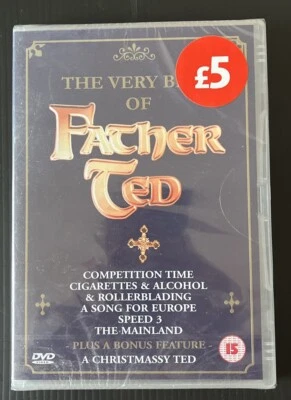 THE VERY B
£5
OF
FATHER
TED
COMPETITION TIME
CIGARETTES & ALCOHOL
& ROLLERBLADING
A SONG FOR EUROPE
SPEED 3
THE MAINLAND
- PLUS A BONUS FEATURE -
A CHRISTMASSY TED
DVD
VIDEO
15